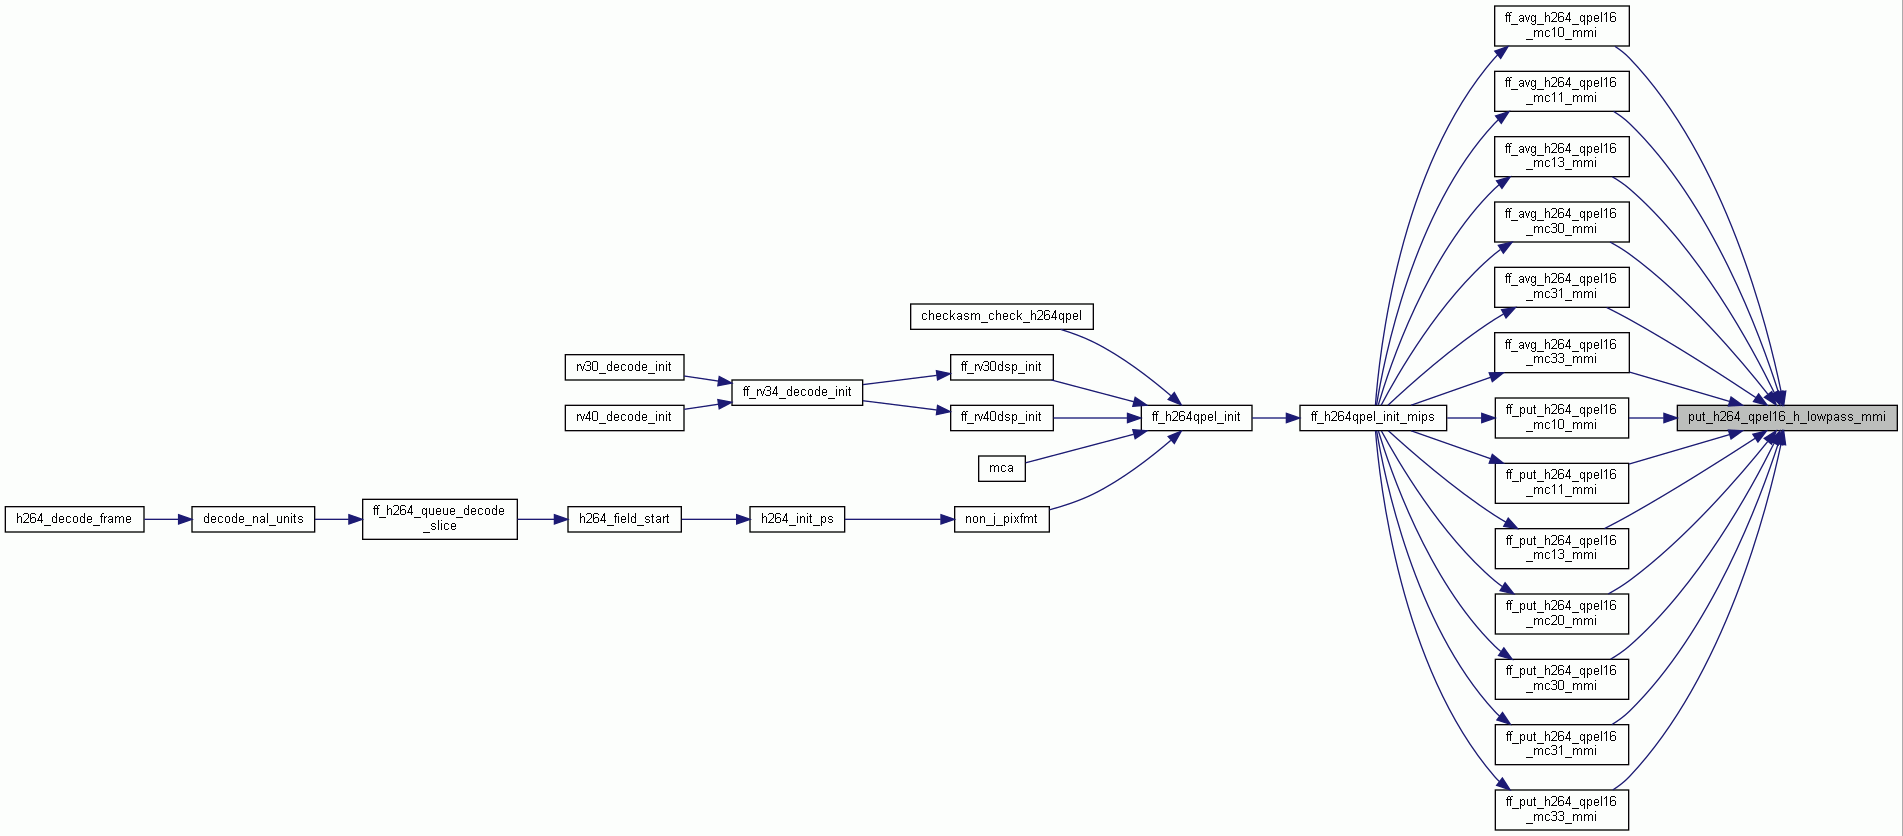 ff_avg_h264_qpel16
_mc10_mmi
ff_avg_h264_qpel16
_mc11_mmi
ff_avg_h264_qpel16
_mc13_mmi
ff_avg_h264_qpel16
_mc30_mmi
ff_avg_h264_qpel16
_mc31_mmi
checkasm_check_h264qpel
ff_avg_h264_qpel16
_mc33_mmi
rv30_decode_init
ff_rv30dsp_init
ff_rv34_decode_init
rv40_decode_init
ff_rv40dsp_init
ff_h264qpel_init
ff_h264qpel_init_mips
ff_put_h264_qpel16
_mc10_mmi
put_h264_qpel16_h_lowpass_mmi
mca
ff_put_h264_qpel16
_mc11_mmi
h264_decode_frame
decode_nal_units
ff_h264_queue_decode
_slice
h264_field_start
h264_init_ps
non_j_pixfmt
ff_put_h264_qpel16
_mc13_mmi
ff_put_h264_qpel16
_mc20_mmi
ff_put_h264_qpel16
_mc30_mmi
ff_put_h264_qpel16
_mc31_mmi
ff_put_h264_qpel16
_mc33_mmi